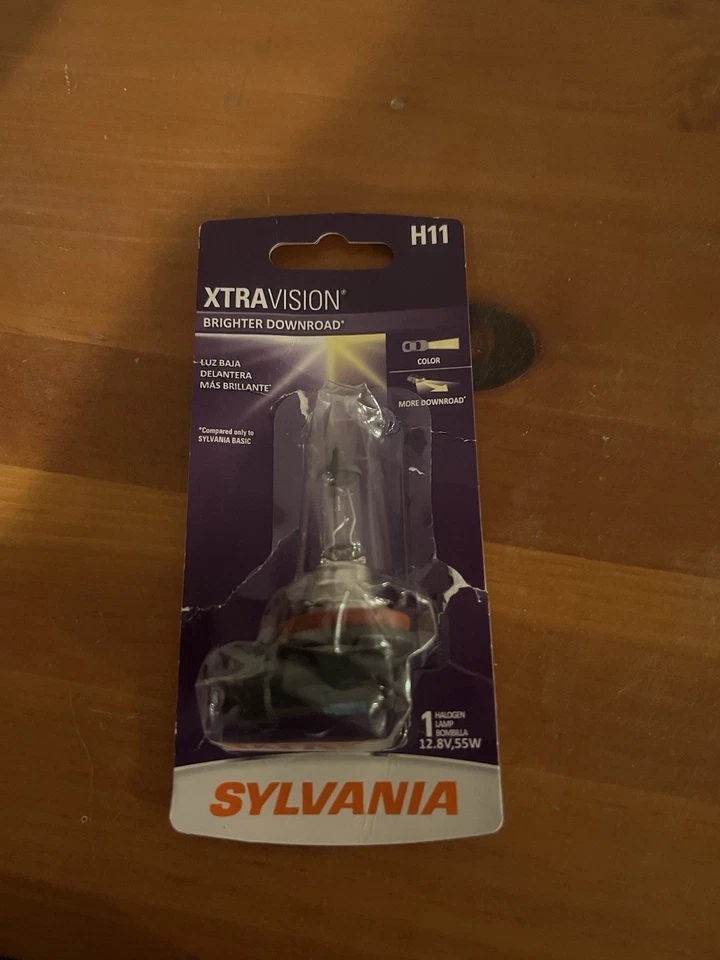 H11
XTRAVISION®
BRIGHTER DOWNROAD*
LUZ BAJA
DELANTERA
MÁS BRILLANTE*
*Compared only to
SYLVANIA BASIC
COLOR
MORE DOWNROAD*
1 HALOGEN
LAMP
BOMBILLA
12.8V,55W
SYLVANIA